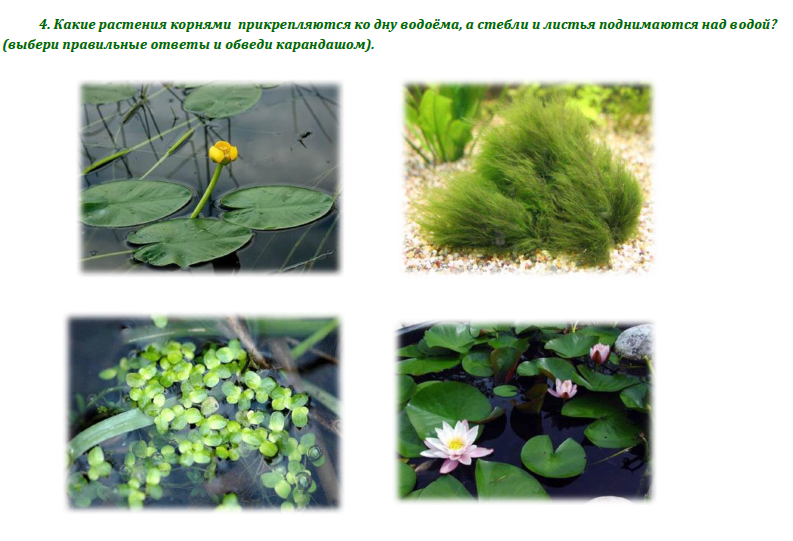 4. Какие растения корнями прикрепляются ко дну водоёма, а стебли и листья поднимаются над водой?
(выбери правильные ответы и обведи карандашом).